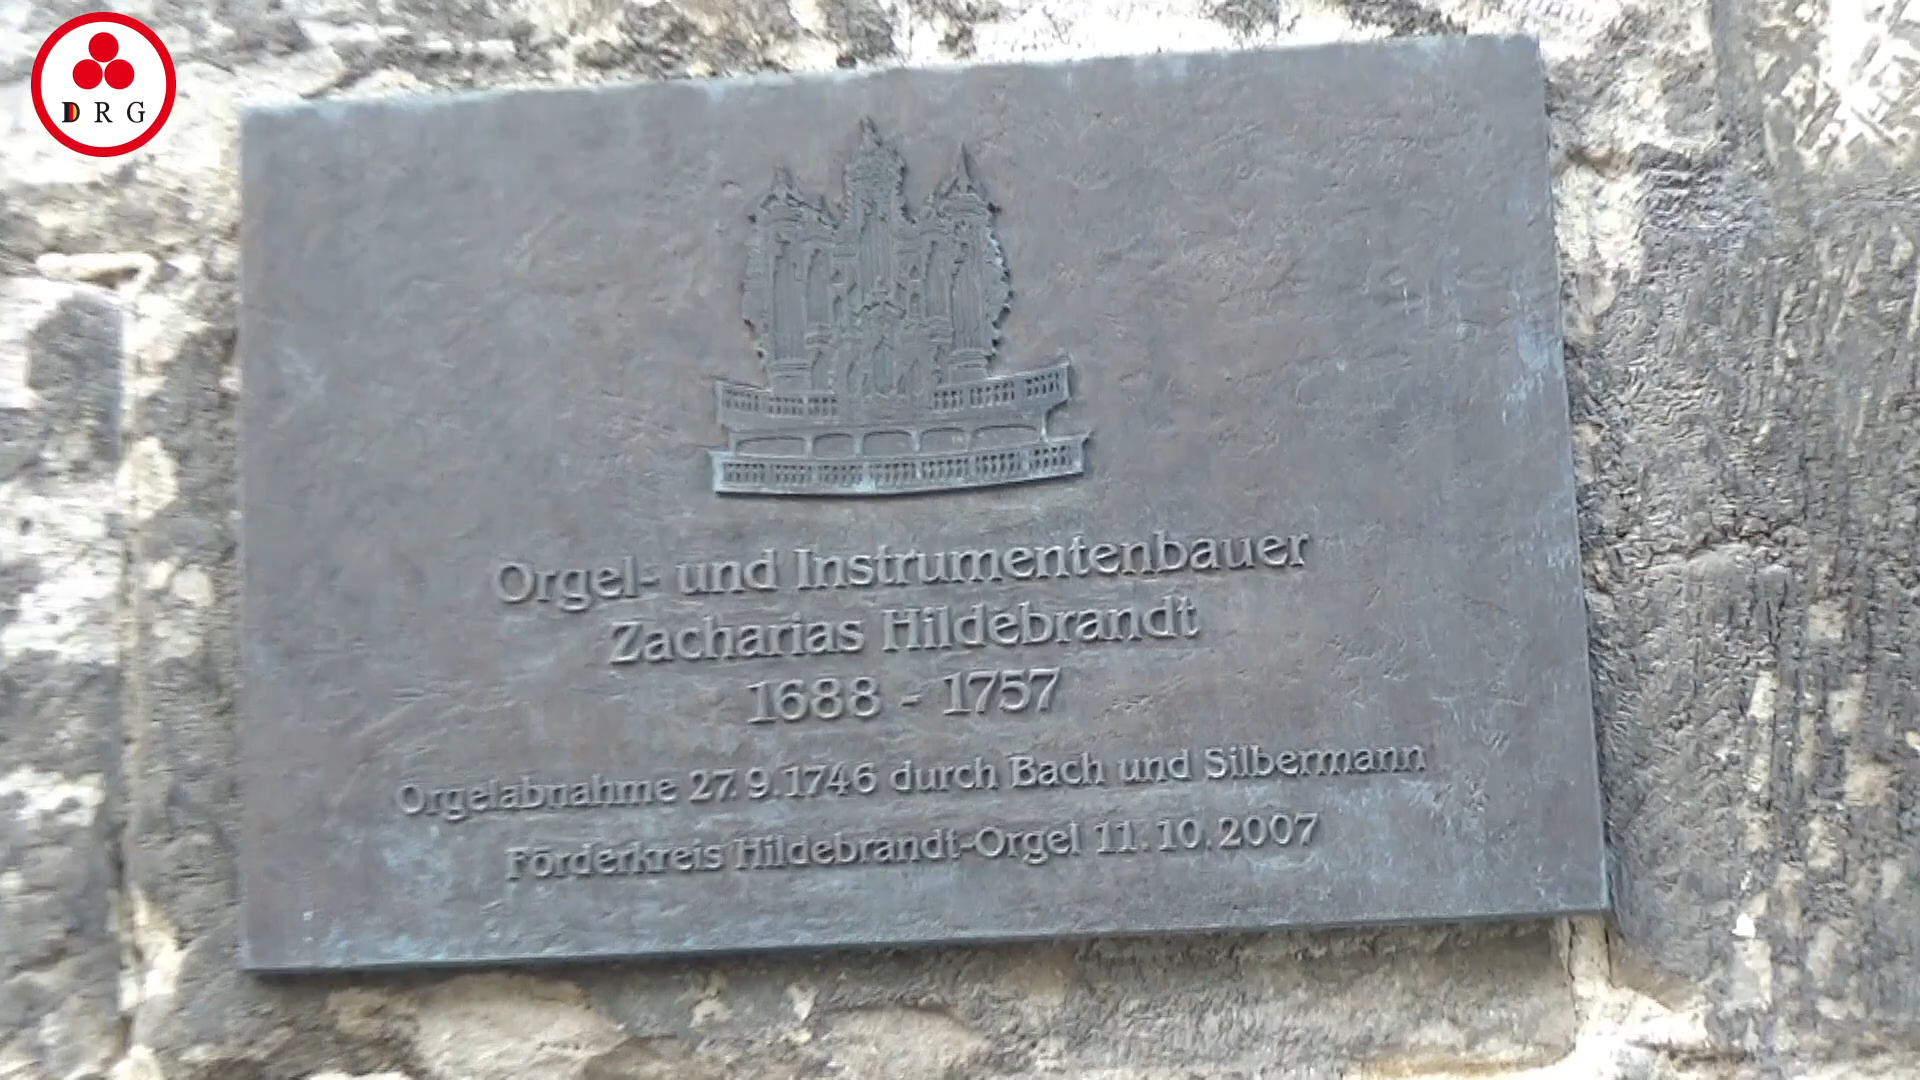 DRG
Orgel- und Instrumentenbauer
Zacharias Hildebrandt
1688 - 1757
Orgelabnahme 27.9.1746 durch Bach und Silbermann
Förderkreis Hildebrandt-Orgel 11.10.2007